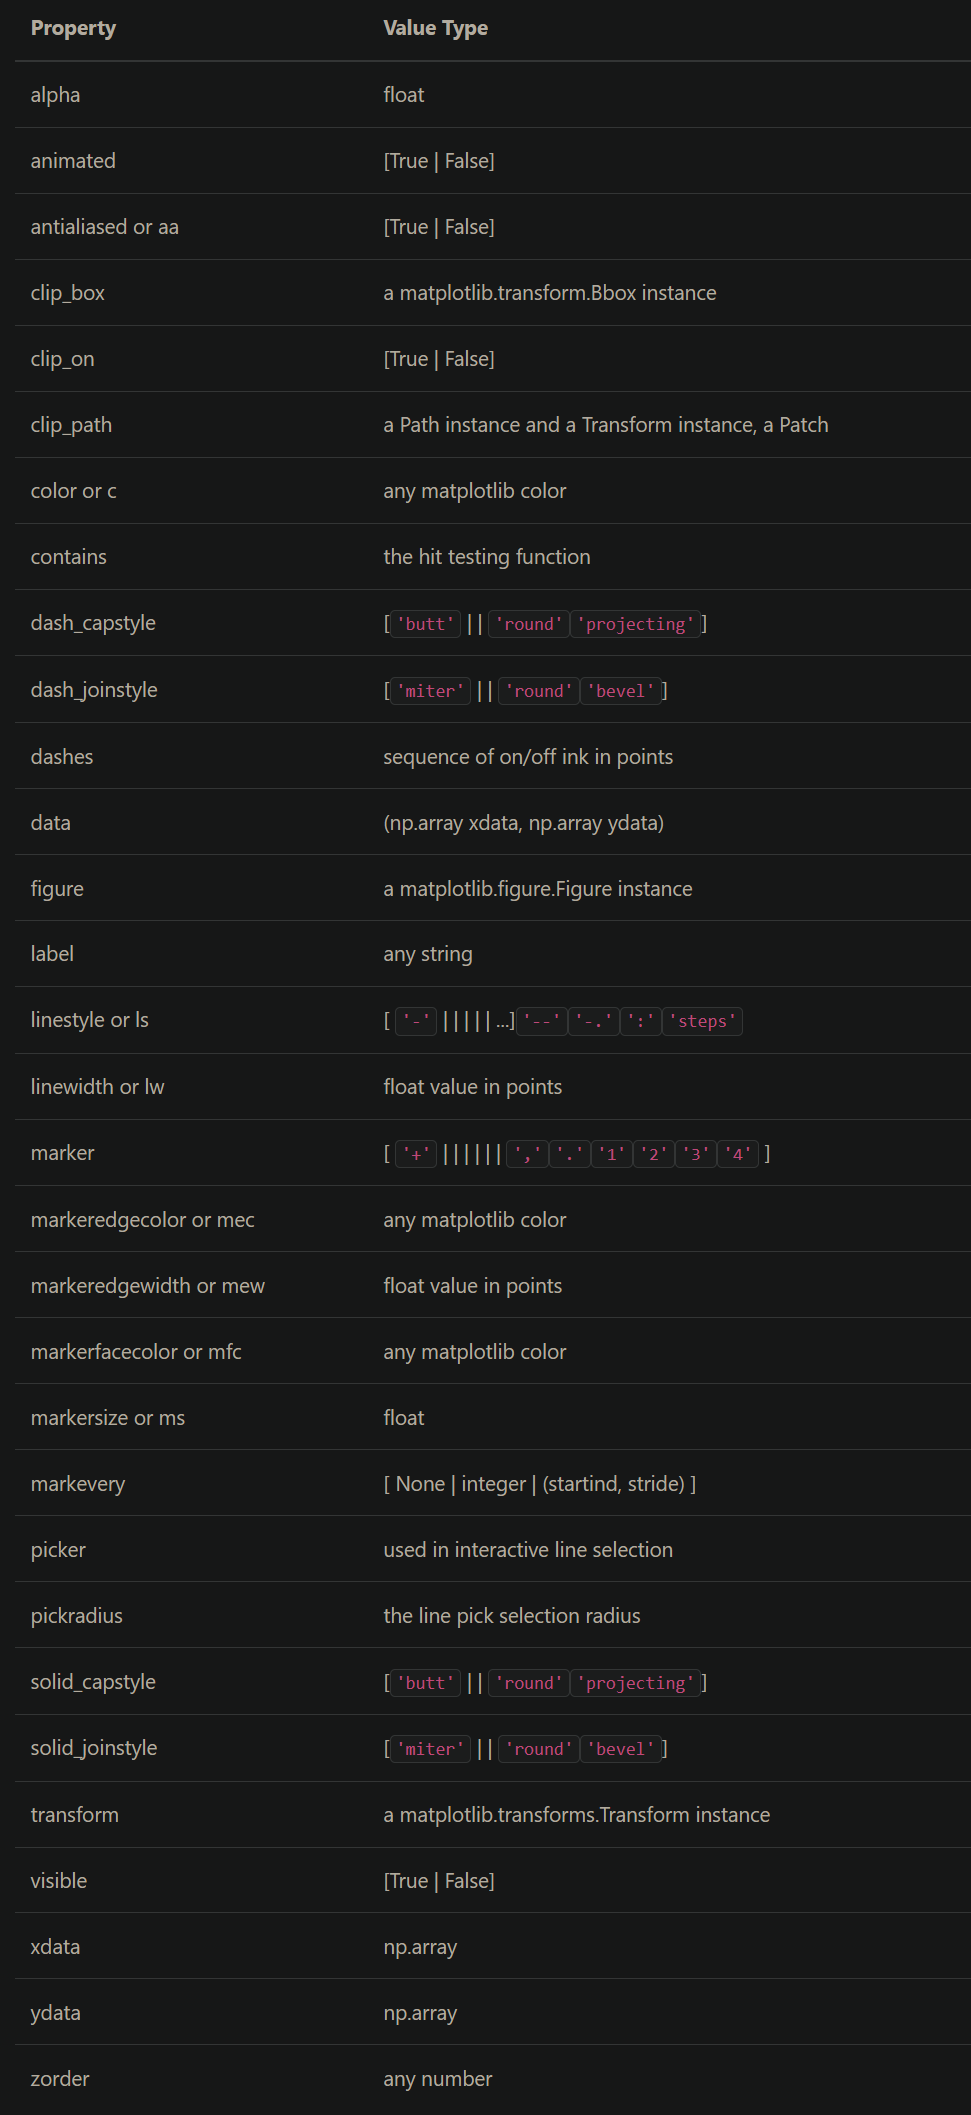 Property Value Type
alpha float
animated [True | False]
antialiased or aa [True | False]
clip_box a matplotlib.transform.Bbox instance
clip_on [True | False]
clip_path a Path instance and a Transform instance, a Patch
color or c any matplotlib color
contains the hit testing function
dash_capstyle ['butt' | | 'round' 'projecting']
dash_joinstyle ['miter' | | 'round' 'bevel']
dashes sequence of on/off ink in points
data (np.array xdata, np.array ydata)
figure a matplotlib.figure.Figure instance
label any string
linestyle or ls [ '-' | | | | | ...] '--' '-.' ':' 'steps'
linewidth or lw float value in points
marker [ '+' | | | | | | ',' '.' '1' '2' '3' '4' ]
markeredgecolor or mec any matplotlib color
markeredgewidth or mew float value in points
markerfacecolor or mfc any matplotlib color
markersize or ms float
markevery [ None | integer | (startind, stride) ]
picker used in interactive line selection
pickradius the line pick selection radius
solid_capstyle ['butt' | | 'round' 'projecting']
solid_joinstyle ['miter' | | 'round' 'bevel']
transform a matplotlib.transforms.Transform instance
visible [True | False]
xdata np.array
ydata np.array
zorder any number